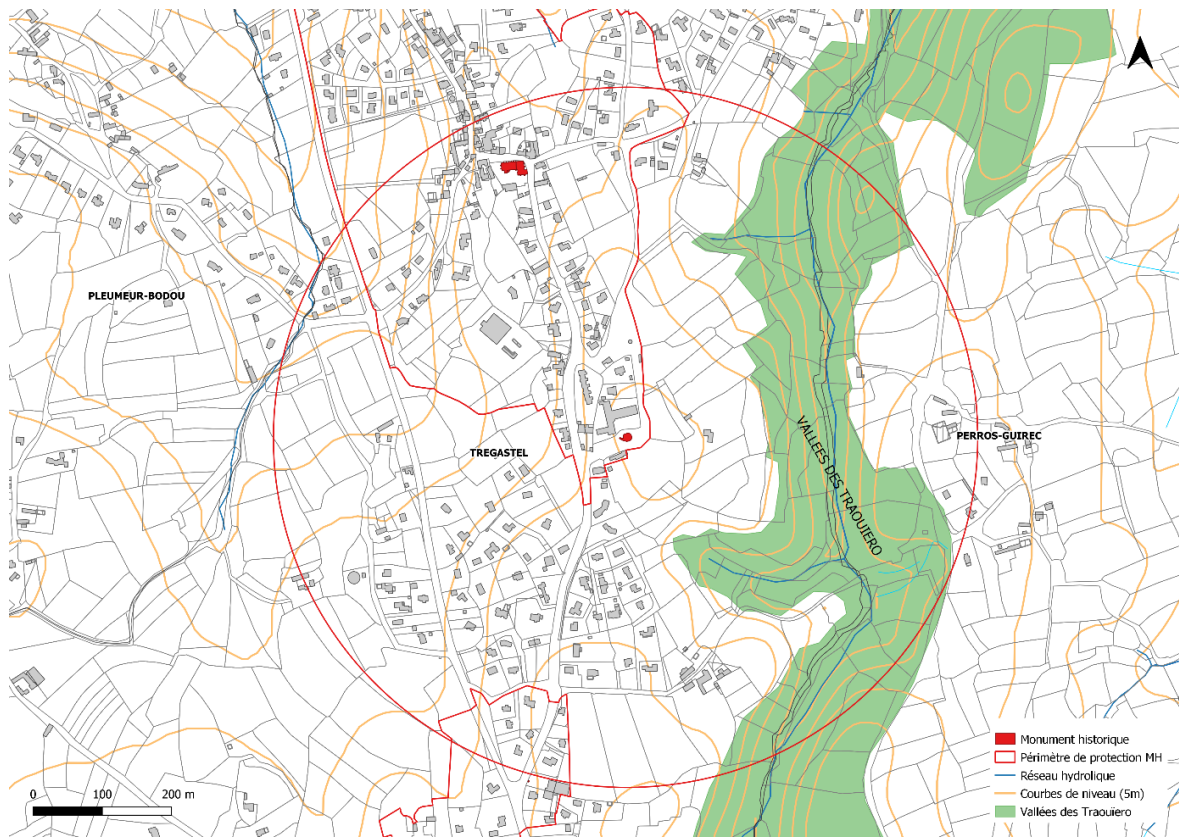 PLEUMEUR-BODOU
TREGASTEL
VALLEES DES TRAOUÏERO
PERROS-GUIREC
Monument historique
Périmètre de protection MH
Réseau hydrolique
Courbes de niveau (5m)
Vallées des Traouïero
0 100 200 m